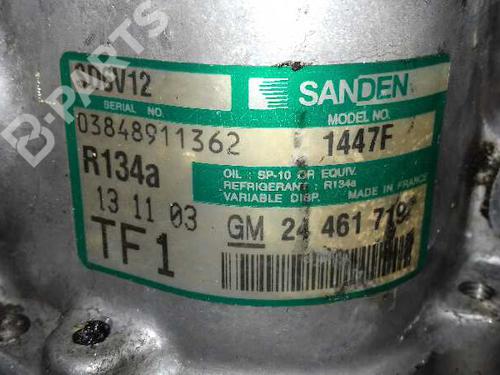 SD6V12
SANDEN
SERIAL NO.
MODEL NO.
03848911362
1447F
R134a
OIL : SP-10 OR EQUIV.
REFRIGERANT : R134a
VARIABLE DISP. MADE IN FRANCE
13 11 03
TF1
GM 24 461 719
B-PARTS